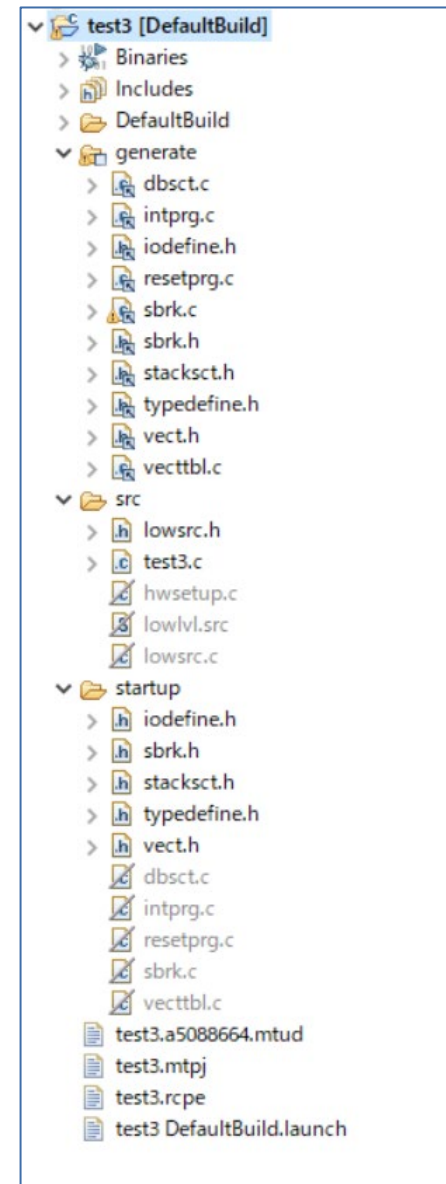 test3 [DefaultBuild]
Binaries
Includes
DefaultBuild
generate
dbsct.c
intprg.c
iodefine.h
resetprg.c
sbrk.c
sbrk.h
stacksct.h
typedefine.h
vect.h
vecttbl.c
src
lowsrc.h
test3.c
hwsetup.c
lowlvl.src
lowsrc.c
startup
iodefine.h
sbrk.h
stacksct.h
typedefine.h
vect.h
dbsct.c
intprg.c
resetprg.c
sbrk.c
vecttbl.c
test3.a5088664.mtud
test3.mtpj
test3.rcpe
test3 DefaultBuild.launch